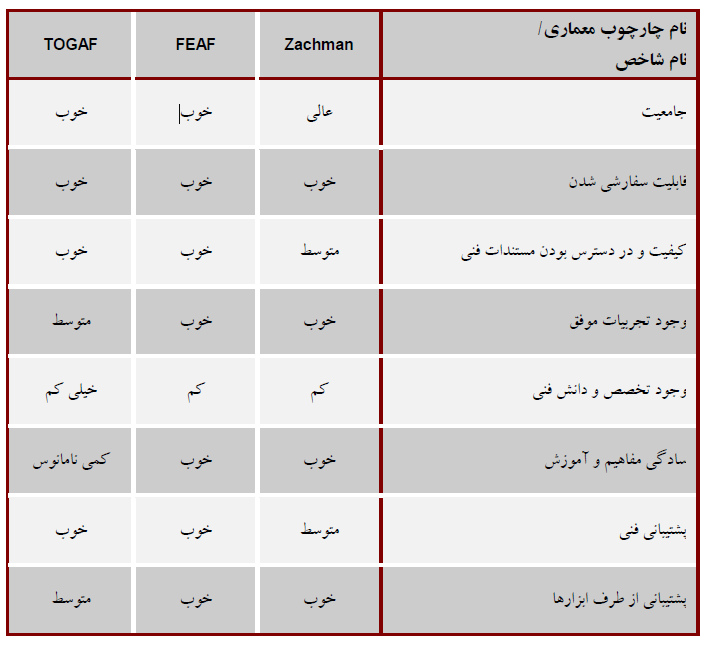 نام چارچوب معماری/ Zachman FEAF TOGAF
نام شاخص
جامعیت عالی خوب خوب
قابلیت سفارشی شدن خوب خوب خوب
کیفیت و در دسترس بودن مستندات فنی متوسط خوب خوب
وجود تجربیات موفق خوب خوب متوسط
وجود تخصص و دانش فنی کم کم خیلی کم
سادگی مفاهیم و آموزش خوب خوب کمی نامانوس
پشتیبانی فنی متوسط خوب خوب
پشتیبانی از طرف ابزارها خوب خوب متوسط